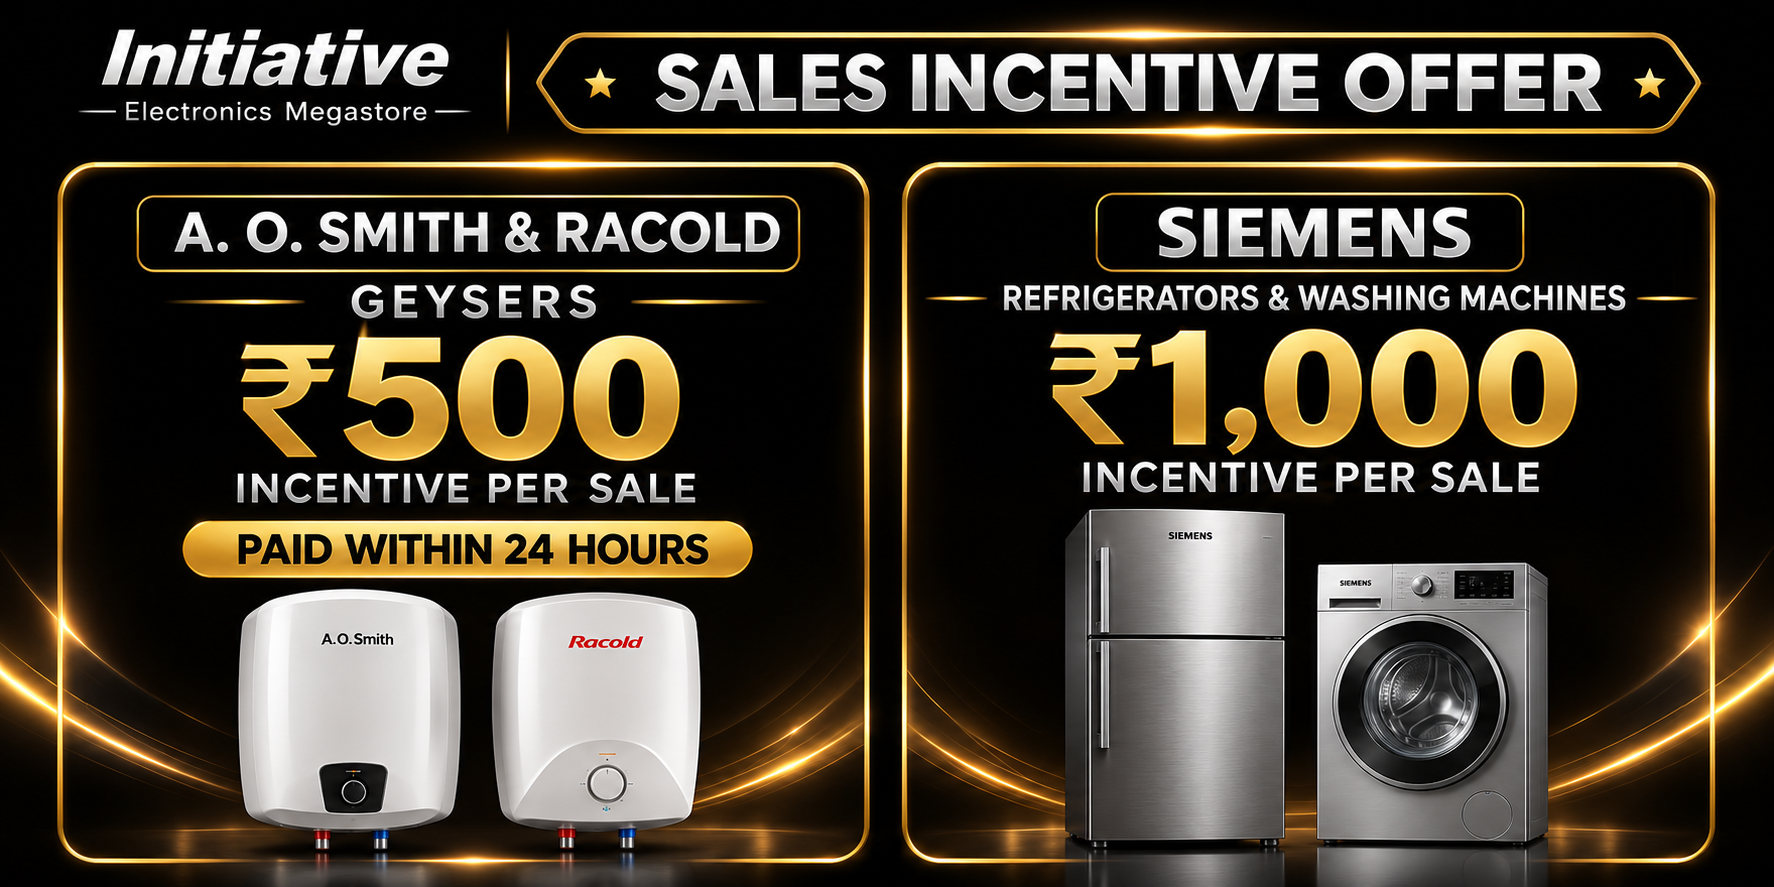 Initiative
Electronics Megastore
SALES INCENTIVE OFFER
A. O. SMITH & RACOLD
GEYSERS
₹500
INCENTIVE PER SALE
PAID WITHIN 24 HOURS
A.O.Smith
Racold
SIEMENS
REFRIGERATORS & WASHING MACHINES
₹1,000
INCENTIVE PER SALE
SIEMENS
SIEMENS